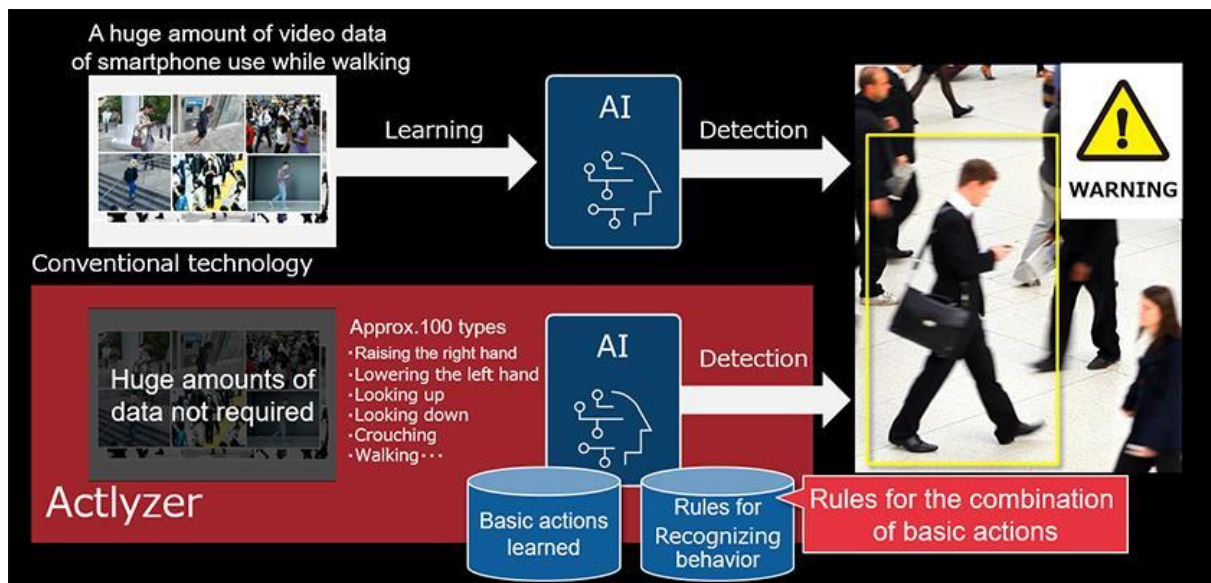 A huge amount of video data
of smartphone use while walking
Learning
AI
Detection
WARNING
Conventional technology
Huge amounts of
data not required
Approx.100 types
・Raising the right hand
・Lowering the left hand
・Looking up
・Looking down
・Crouching
・Walking・・・
AI
Detection
Actlyzer
Basic actions
learned
Rules for
Recognizing
behavior
Rules for the combination
of basic actions